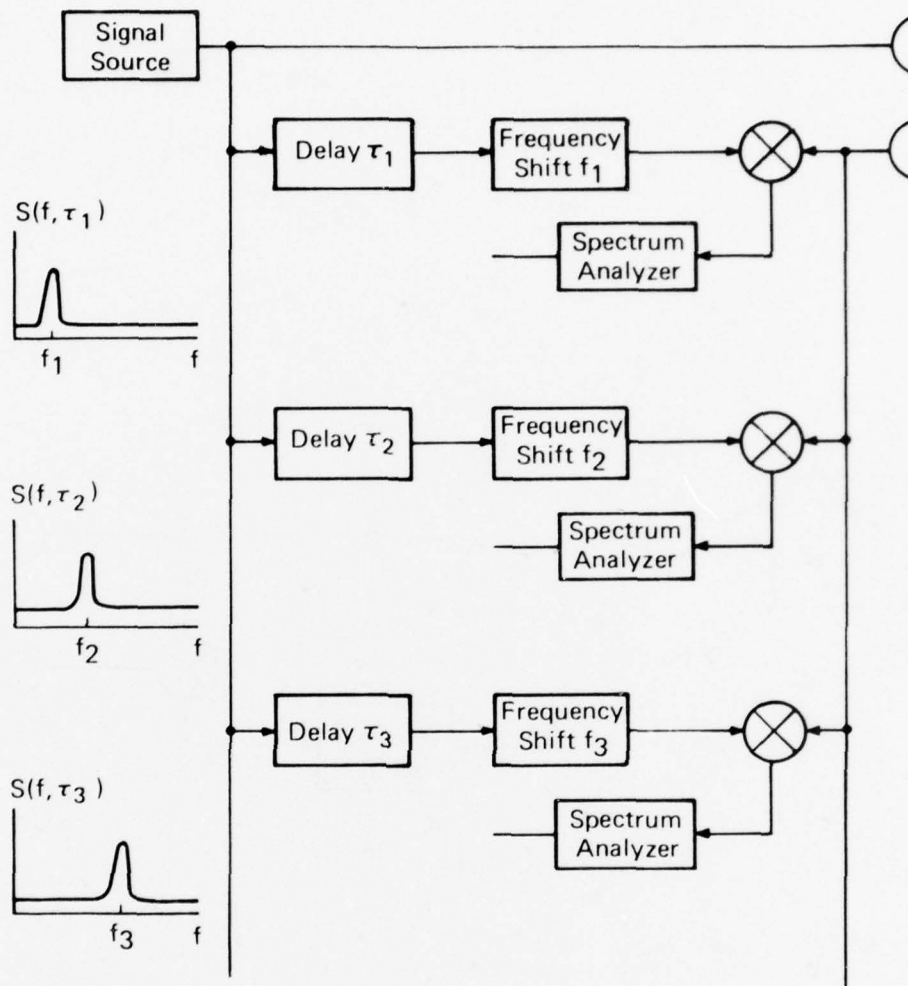 Signal
Source
Delay τ1
Frequency
Shift f1
S(f, τ1)
Spectrum
Analyzer
f1
f
Delay τ2
Frequency
Shift f2
S(f, τ2)
Spectrum
Analyzer
f2
f
Delay τ3
Frequency
Shift f3
S(f, τ3)
Spectrum
Analyzer
f3
f